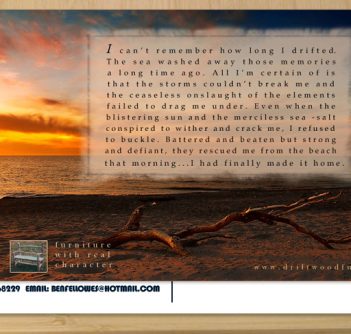 I can't remember how long I drifted.
The sea washed away those memories
a long time ago. All I'm certain of is
that the storms couldn't break me and
the ceaseless onslaught of the elements
failed to drag me under. Even when the
blistering sun and the merciless sea -salt
conspired to wither and crack me, I refused
to buckle. Battered and beaten but strong
and defiant, they rescued me from the beach
that morning...I had finally made it home.
furniture
with real
character
www.driftwoodfu
68229 EMAIL: BENFELLOWES@HOTMAIL.COM